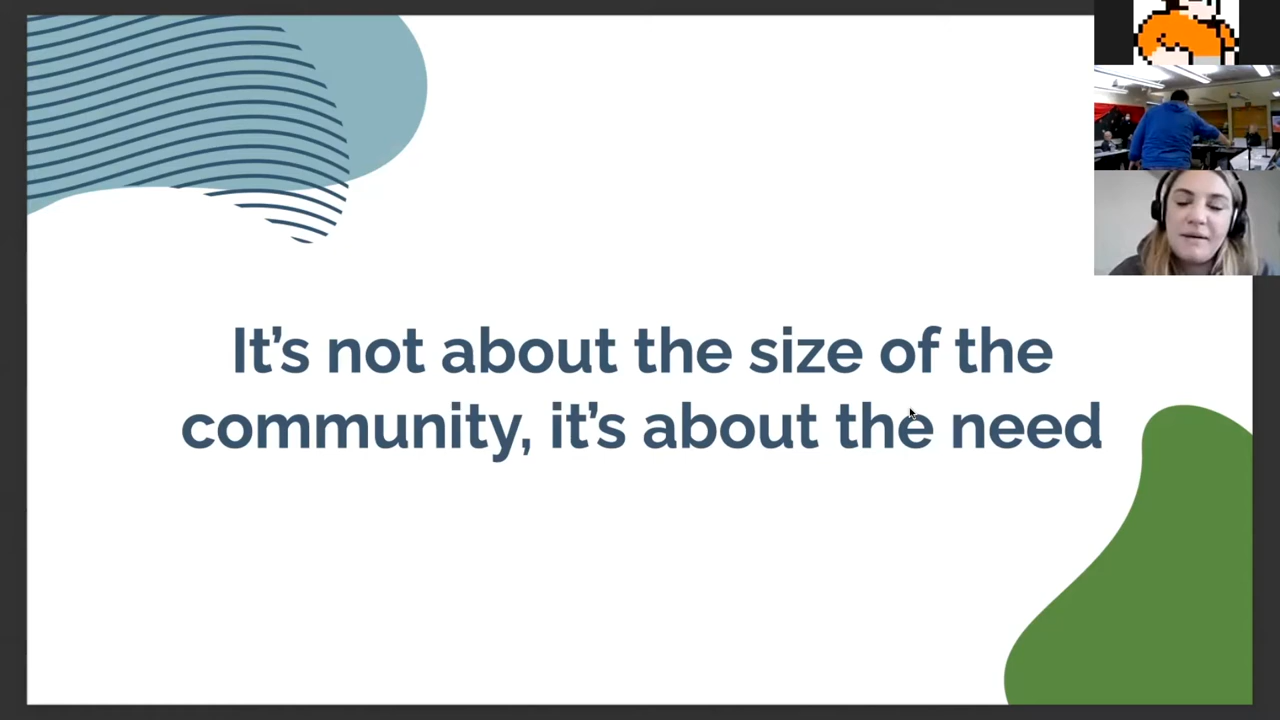 It’s not about the size of the
community, it’s about the need